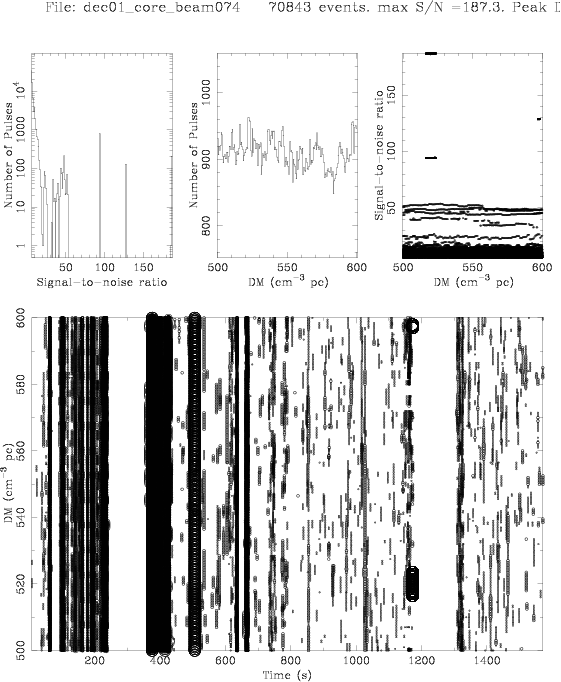 File: dec01_core_beam074 70843 events. max S/N =187.3. Peak D
Number of Pulses
10⁴
1000
100
10
1
50 100 150
Signal-to-noise ratio
Number of Pulses
1000
900
800
500 550 600
DM (cm⁻³ pc)
Signal-to-noise ratio
150
100
50
500 550 600
DM (cm⁻³ pc)
DM (cm⁻³ pc)
600
580
560
540
520
500
200 400 600 800 1000 1200 1400
Time (s)